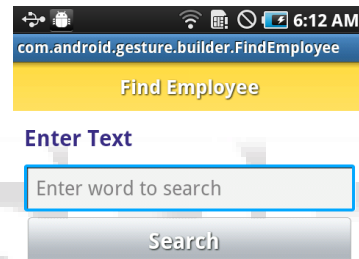 6:12 AM
com.android.gesture.builder.FindEmployee
Find Employee
Enter Text
Enter word to search
Search